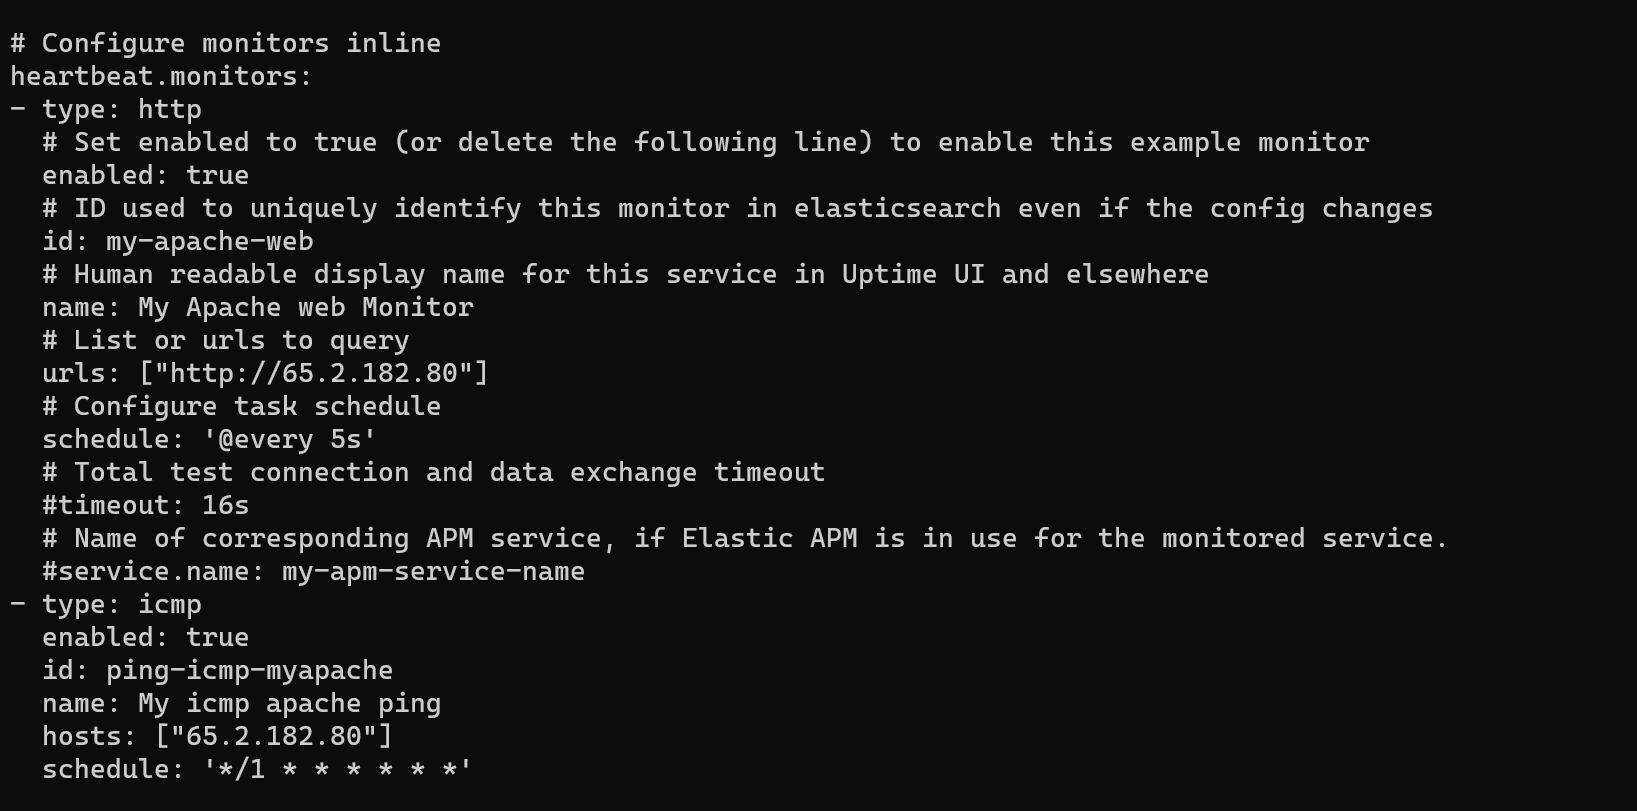 # Configure monitors inline
heartbeat.monitors:
- type: http
  # Set enabled to true (or delete the following line) to enable this example monitor
  enabled: true
  # ID used to uniquely identify this monitor in elasticsearch even if the config changes
  id: my-apache-web
  # Human readable display name for this service in Uptime UI and elsewhere
  name: My Apache web Monitor
  # List or urls to query
  urls: ["http://65.2.182.80"]
  # Configure task schedule
  schedule: '@every 5s'
  # Total test connection and data exchange timeout
  #timeout: 16s
  # Name of corresponding APM service, if Elastic APM is in use for the monitored service.
  #service.name: my-apm-service-name
- type: icmp
  enabled: true
  id: ping-icmp-myapache
  name: My icmp apache ping
  hosts: ["65.2.182.80"]
  schedule: '*/1 * * * * * *'